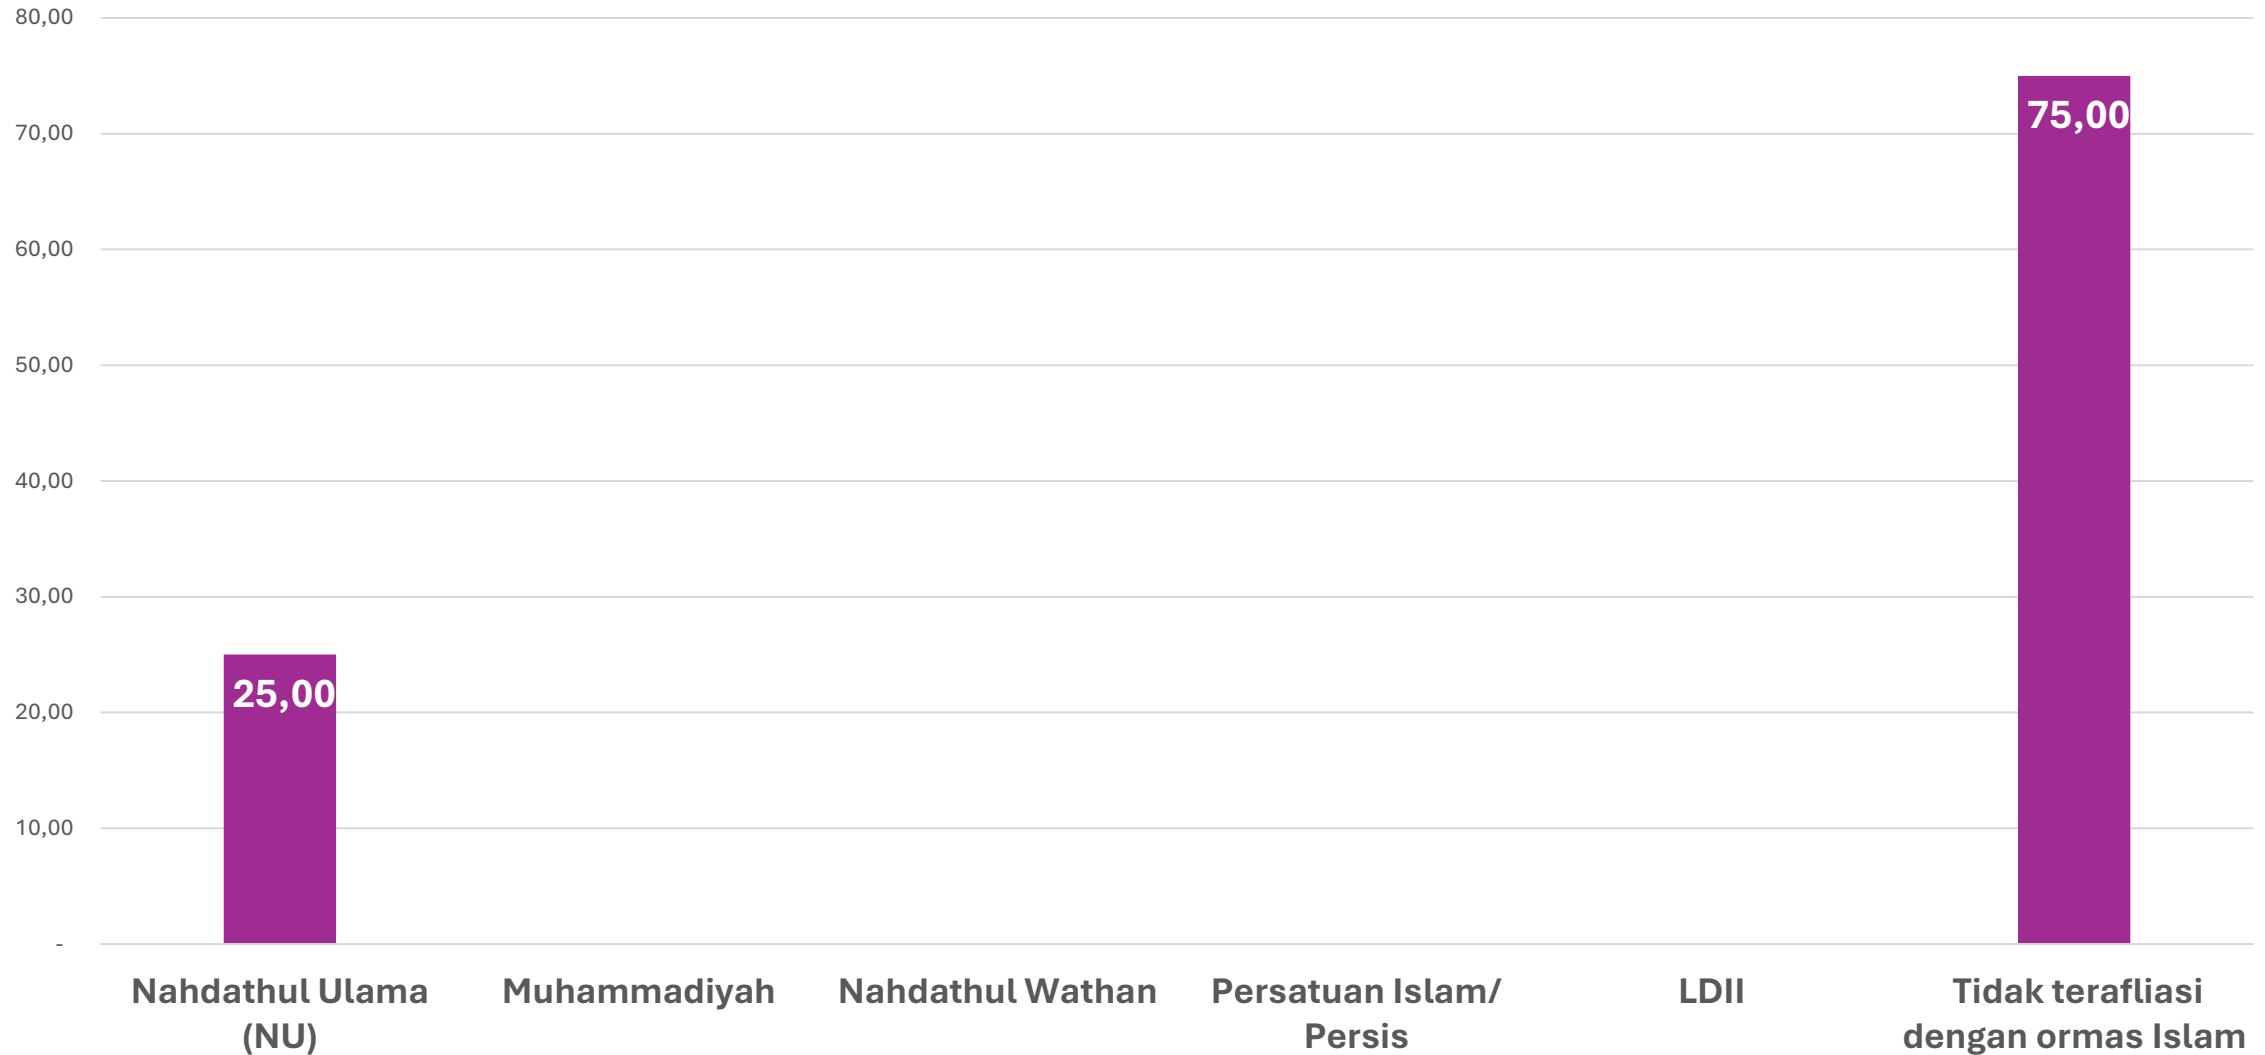 80,00
70,00
60,00
50,00
40,00
30,00
20,00
10,00
-
25,00
75,00
Nahdathul Ulama
(NU)
Muhammadiyah
Nahdathul Wathan
Persatuan Islam/
Persis
LDII
Tidak terafliasi
dengan ormas Islam